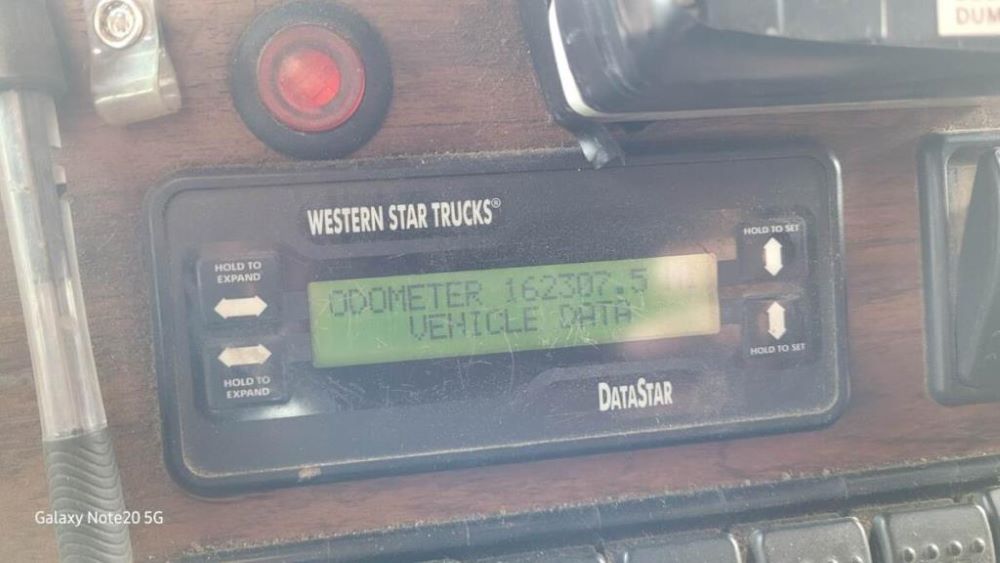 DUM
WESTERN STAR TRUCKS®
HOLD TO SET
HOLD TO
EXPAND
ODOMETER 162307.5
VEHICLE DATA
HOLD TO SET
HOLD TO
EXPAND
DATASTAR
Galaxy Note20 5G